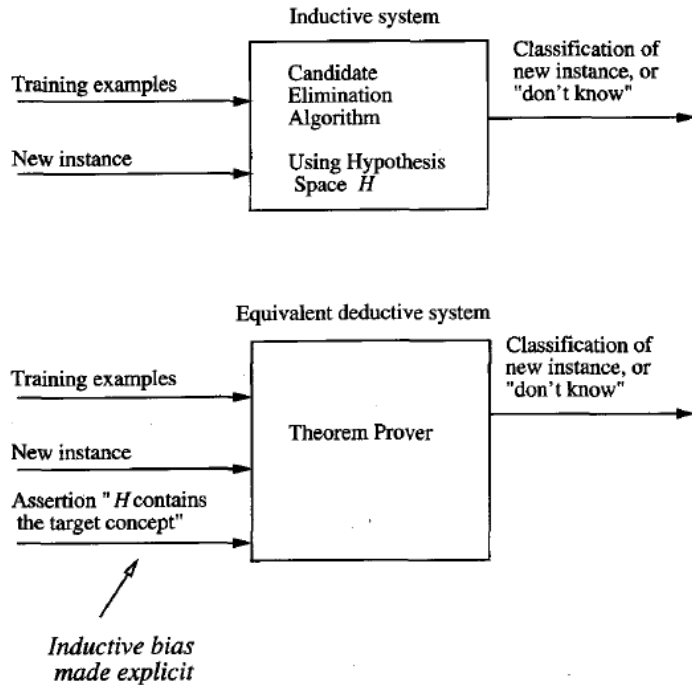 Inductive system
Training examples
New instance
Candidate
Elimination
Algorithm
Using Hypothesis
Space H
Classification of
new instance, or
"don't know"
Equivalent deductive system
Training examples
New instance
Assertion "H contains
the target concept"
Theorem Prover
Classification of
new instance, or
"don't know"
Inductive bias
made explicit